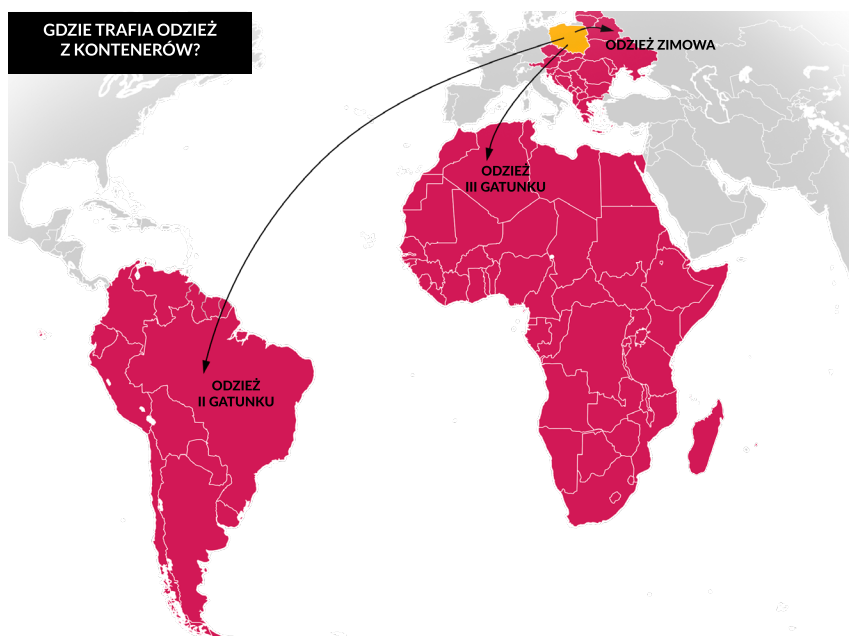 GDZIE TRAFIA ODZIEŻ
Z KONTENERÓW?
ODZIEŻ ZIMOWA
ODZIEŻ
III GATUNKU
ODZIEŻ
II GATUNKU